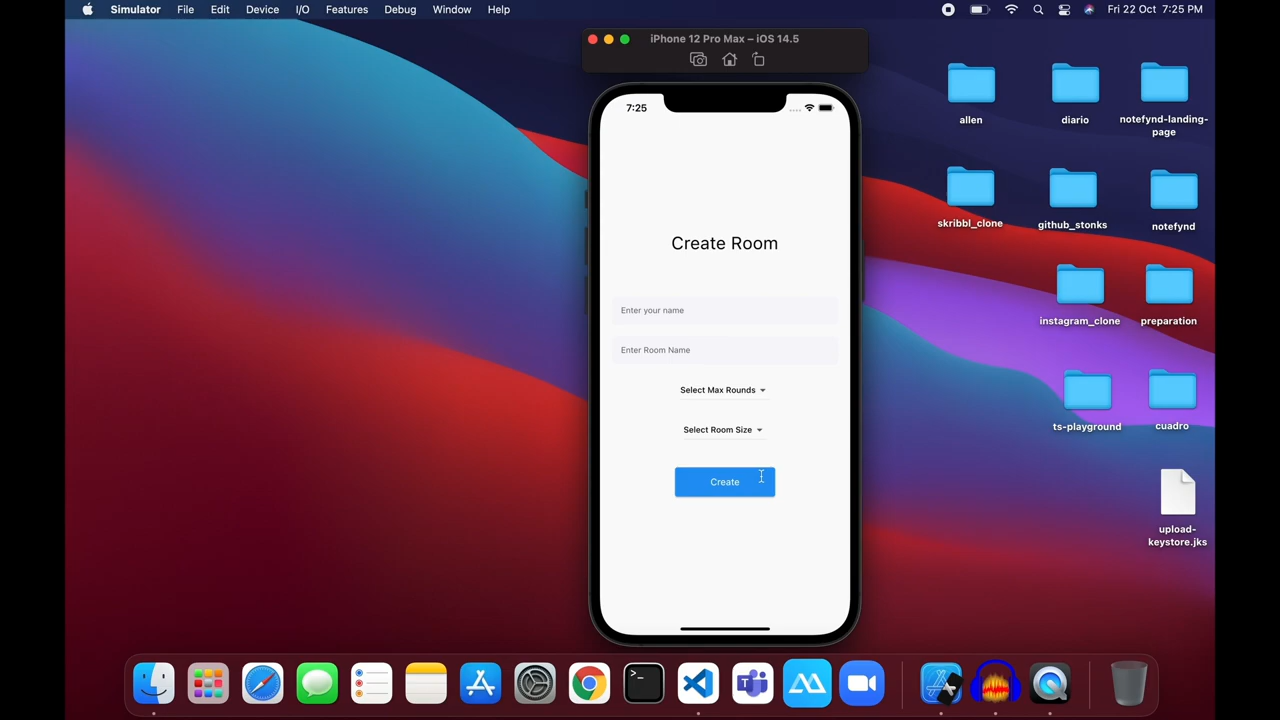 Simulator File Edit Device I/O Features Debug Window Help Fri 22 Oct 7:25 PM
iPhone 12 Pro Max – iOS 14.5
7:25
Create Room
Enter your name
Enter Room Name
Select Max Rounds
Select Room Size
Create
allen
diario
notefynd-landing-
page
skribbl_clone
github_stonks
notefynd
instagram_clone
preparation
ts-playground
cuadro
upload-
keystore.jks